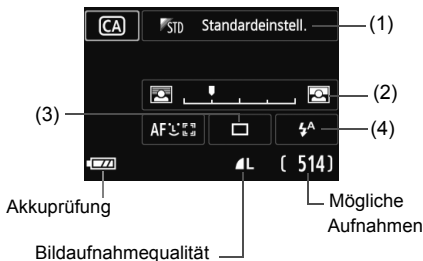 CA STD Standardeinstell. (1)
(2)
(3)
AF A (4)
L ( 514)
Akkuprüfung
Mögliche
Aufnahmen
Bildaufnahmequalität